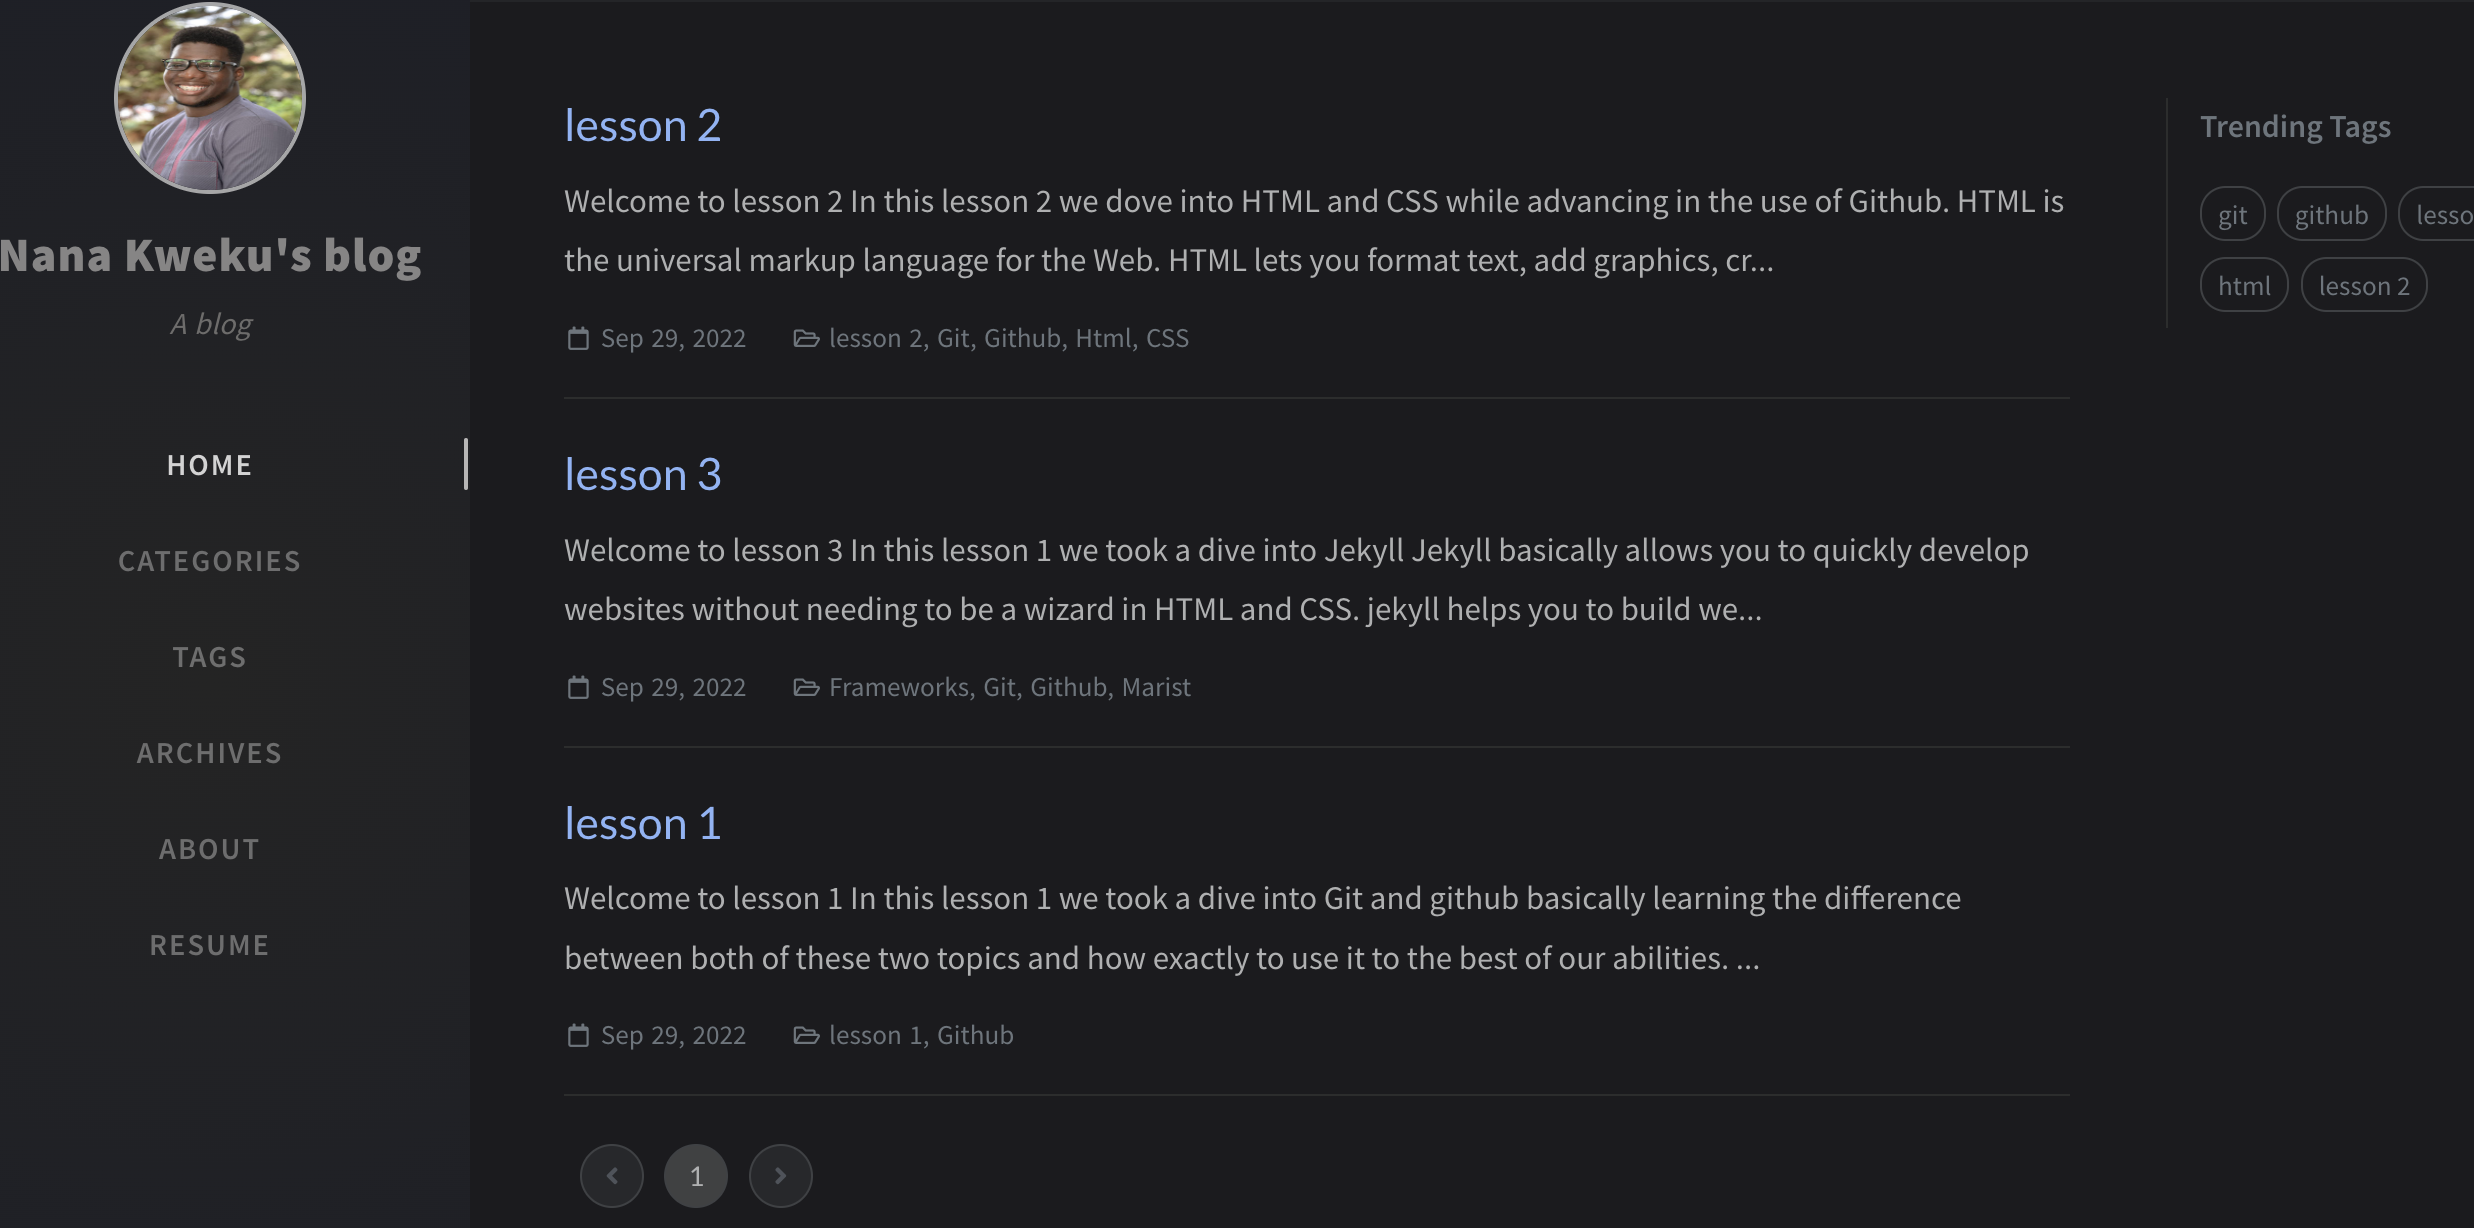 Nana Kweku's blog
A blog
HOME
CATEGORIES
TAGS
ARCHIVES
ABOUT
RESUME
lesson 2
Welcome to lesson 2 In this lesson 2 we dove into HTML and CSS while advancing in the use of Github. HTML is
the universal markup language for the Web. HTML lets you format text, add graphics, cr...
Sep 29, 2022 lesson 2, Git, Github, Html, CSS
lesson 3
Welcome to lesson 3 In this lesson 1 we took a dive into Jekyll Jekyll basically allows you to quickly develop
websites without needing to be a wizard in HTML and CSS. jekyll helps you to build we...
Sep 29, 2022 Frameworks, Git, Github, Marist
lesson 1
Welcome to lesson 1 In this lesson 1 we took a dive into Git and github basically learning the difference
between both of these two topics and how exactly to use it to the best of our abilities. ...
Sep 29, 2022 lesson 1, Github
1
Trending Tags
git github
html lesson 2